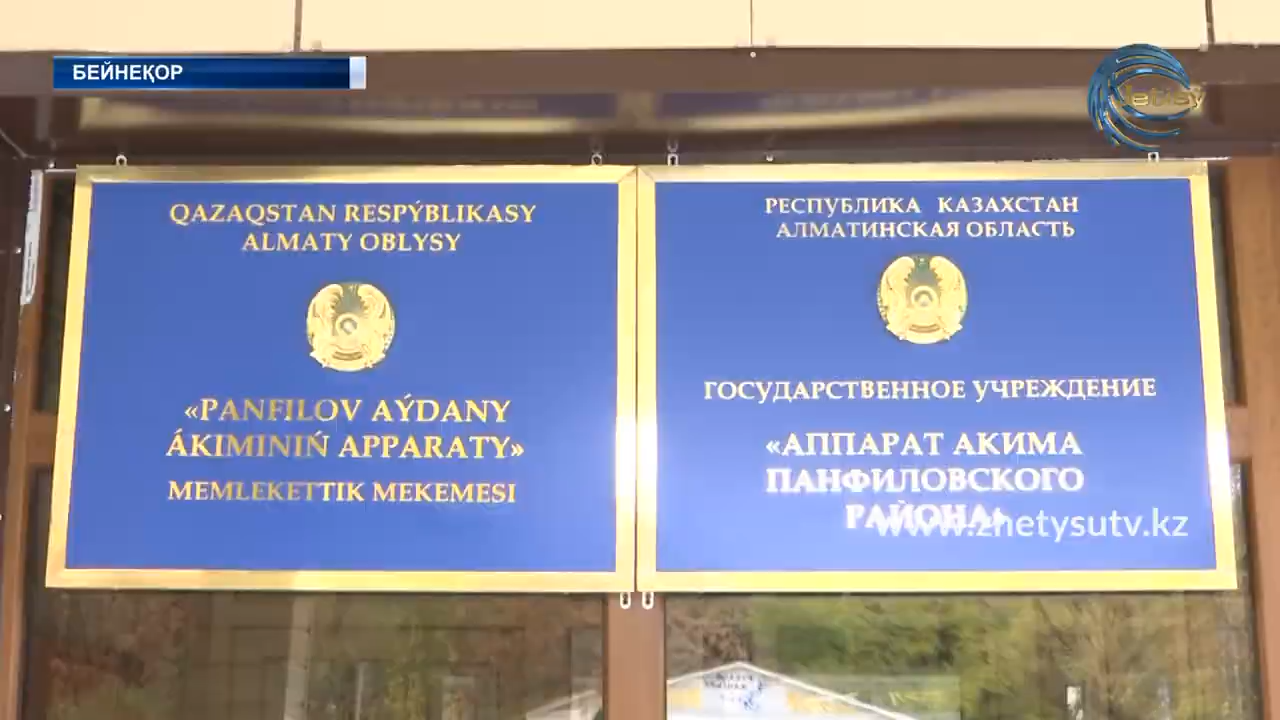 БЕЙНЕҚОР
Jetisy
QAZAQSTAN RESPÝBLIKASY
ALMATY OBLYSY
«PANFILOV AÝDANY
ÁKIMINIŃ APPARATY»
MEMLEKETTIK MEKEMESI
РЕСПУБЛИКА КАЗАХСТАН
АЛМАТИНСКАЯ ОБЛАСТЬ
ГОСУДАРСТВЕННОЕ УЧРЕЖДЕНИЕ
«АППАРАТ АКИМА
ПАНФИЛОВСКОГО
РАЙОНА»
www.zhetysutv.kz